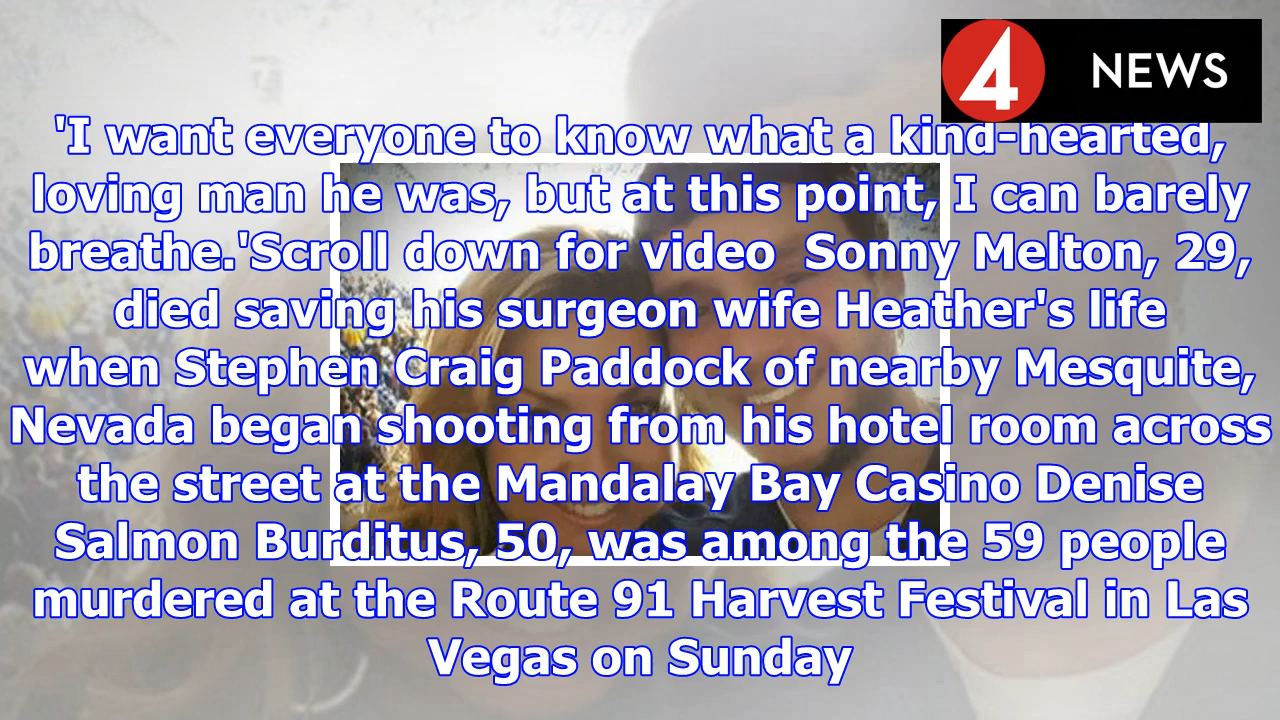 4 NEWS
'I want everyone to know what a kind-hearted,
loving man he was, but at this point, I can barely
breathe.'Scroll down for video  Sonny Melton, 29,
died saving his surgeon wife Heather's life
when Stephen Craig Paddock of nearby Mesquite,
Nevada began shooting from his hotel room across
the street at the Mandalay Bay Casino Denise
Salmon Burditus, 50, was among the 59 people
murdered at the Route 91 Harvest Festival in Las
Vegas on Sunday